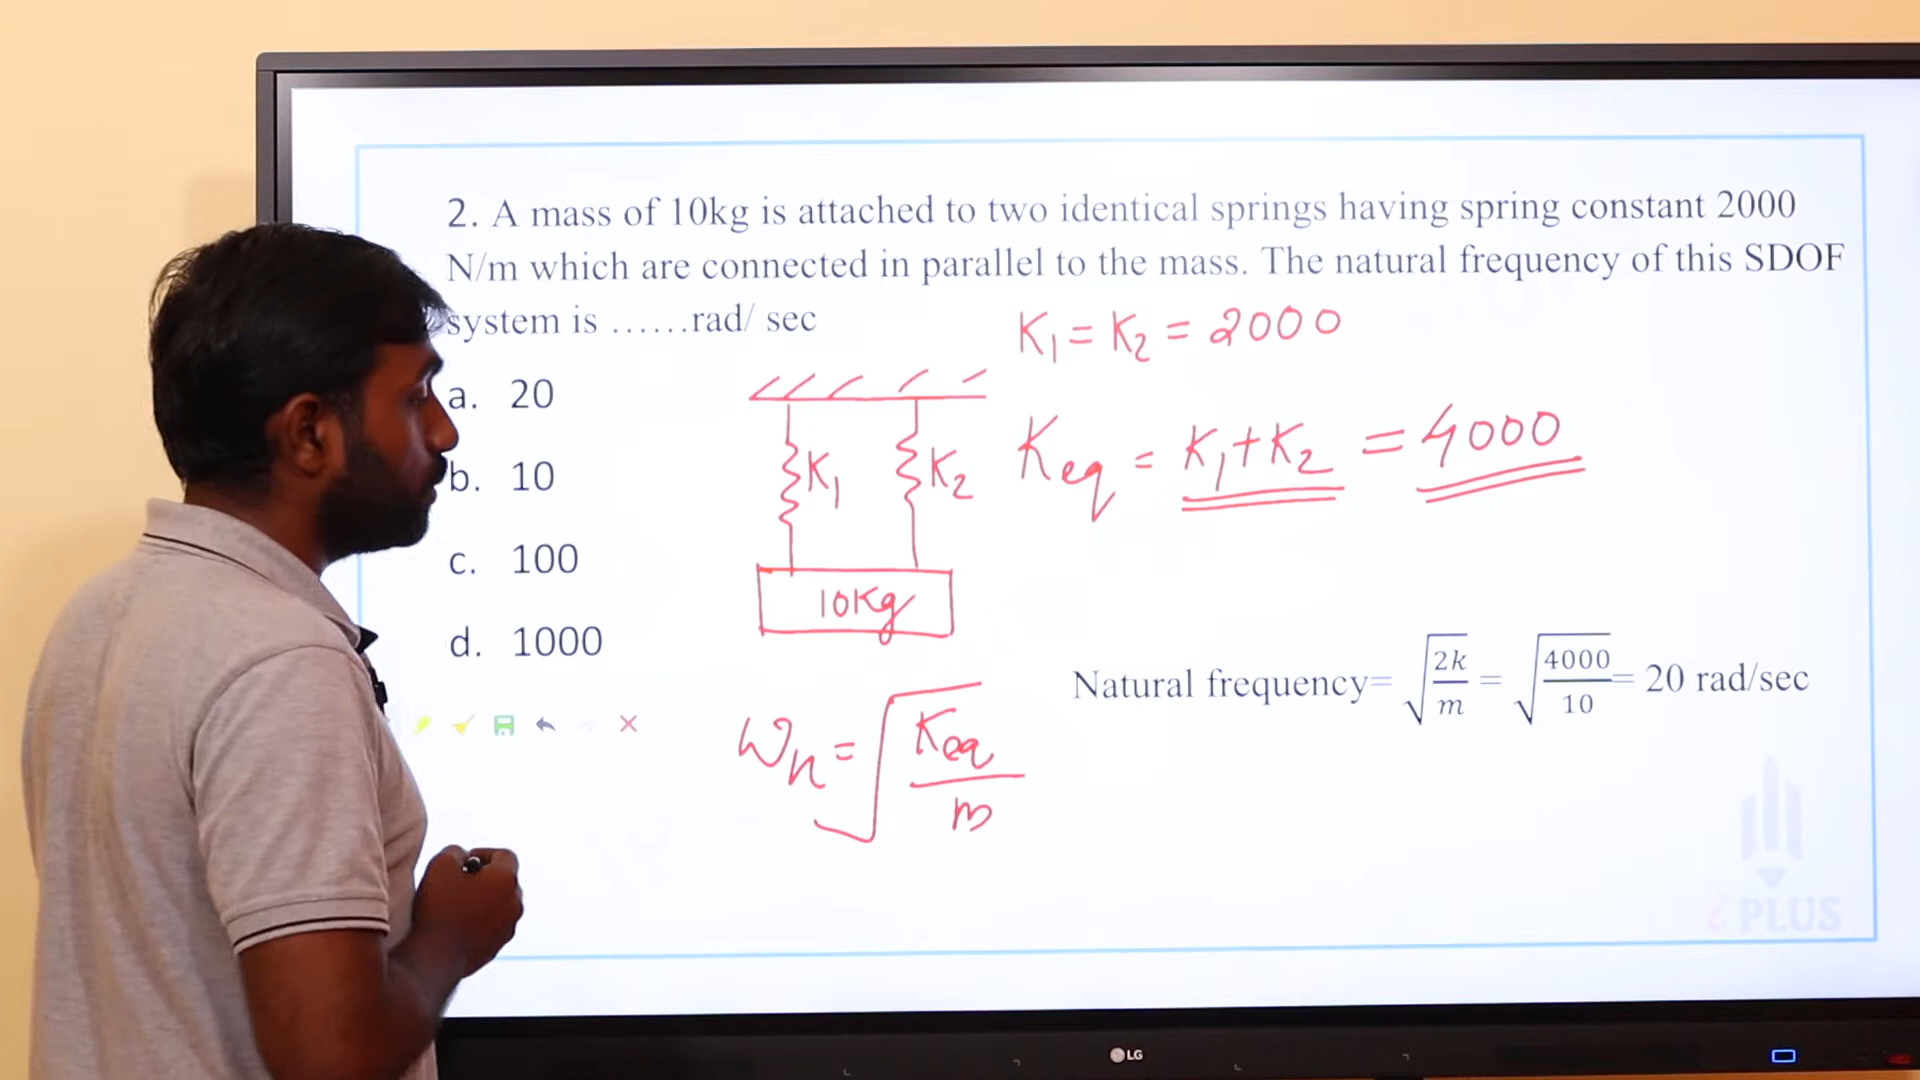 2. A mass of 10kg is attached to two identical springs having spring constant 2000
N/m which are connected in parallel to the mass. The natural frequency of this SDOF
system is ......rad/ sec
K₁ = K₂ = 2000
a. 20
b. 10
c. 100
d. 1000
K₁
K₂
Keq = K₁+K₂ = 4000
10Kg
Natural frequency= √(2k/m) = √(4000/10) = 20 rad/sec
ωn = √(Keq/m)
i PLUS
LG